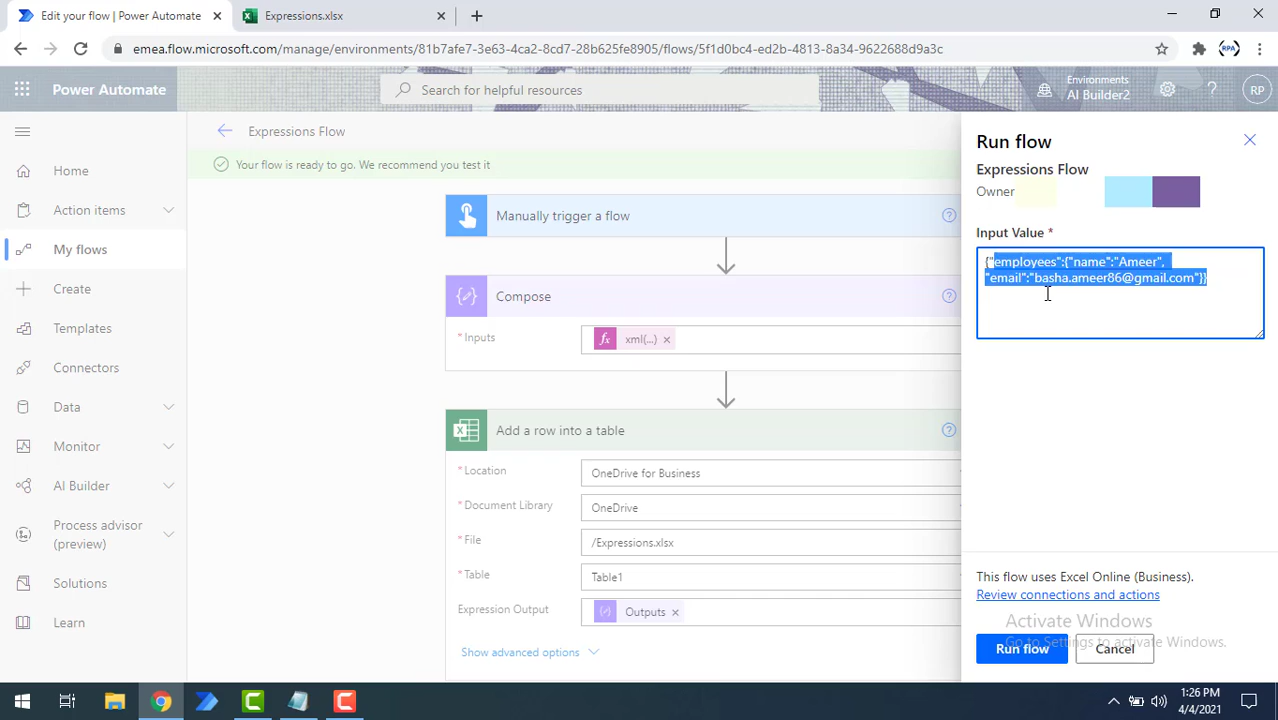 Edit your flow | Power Automate
Expressions.xlsx
emea.flow.microsoft.com/manage/environments/81b7afe7-3e63-4ca2-8cd7-28b625fe8905/flows/5f1d0bc4-ed2b-4813-8a34-9622688d9a3c
RPA
Power Automate
Search for helpful resources
Environments
AI Builder2
?
RP
Home
Action items
My flows
Create
Templates
Connectors
Data
Monitor
AI Builder
Process advisor
(preview)
Solutions
Learn
Expressions Flow
Your flow is ready to go. We recommend you test it
Manually trigger a flow
Compose
* Inputs
fx xml(...) ×
Add a row into a table
* Location
OneDrive for Business
* Document Library
OneDrive
* File
/Expressions.xlsx
* Table
Table1
Expression Output
Outputs ×
Show advanced options
Run flow
Expressions Flow
Owner
Input Value *
{"employees":{"name":"Ameer",
"email":"basha.ameer86@gmail.com"}}
This flow uses Excel Online (Business).
Review connections and actions
Activate Windows
Go to Settings to activate Windows.
Run flow
Cancel
1:26 PM
4/4/2021